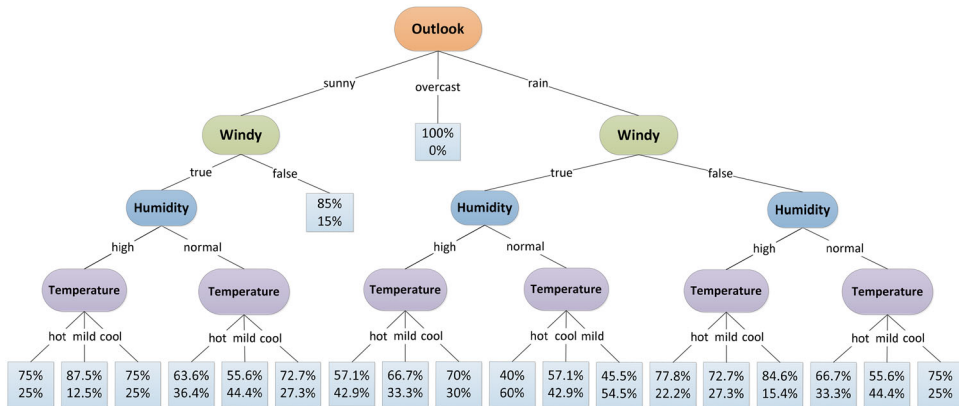 Outlook
sunny
overcast
rain
Windy
100%
0%
Windy
true
false
true
false
Humidity
85%
15%
Humidity
Humidity
high
normal
high
normal
high
normal
Temperature
Temperature
Temperature
Temperature
Temperature
Temperature
hot mild cool
hot mild cool
hot mild cool
hot cool mild
hot mild cool
hot mild cool
75% 87.5% 75% 63.6% 55.6% 72.7% 57.1% 66.7% 70% 40% 57.1% 45.5% 77.8% 72.7% 84.6% 66.7% 55.6% 75%
25% 12.5% 25% 36.4% 44.4% 27.3% 42.9% 33.3% 30% 60% 42.9% 54.5% 22.2% 27.3% 15.4% 33.3% 44.4% 25%